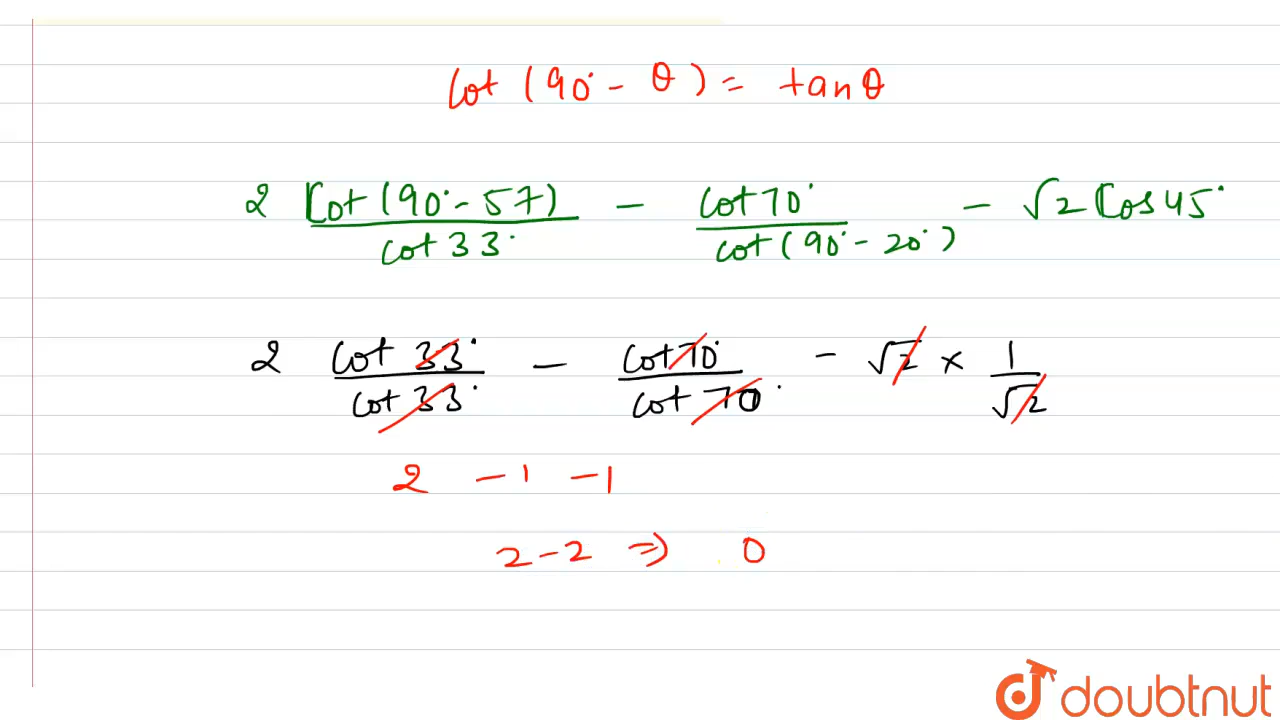 Cot (90° - θ) = tanθ
2 Cot(90° - 57)/cot 33° - cot 70°/cot(90° - 20°) - √2 Cos 45°
2 cot 33°/cot 33° - cot 70°/cot 70° - √2 × 1/√2
2 - 1 - 1
2 - 2 ⇒ 0
doubtnut